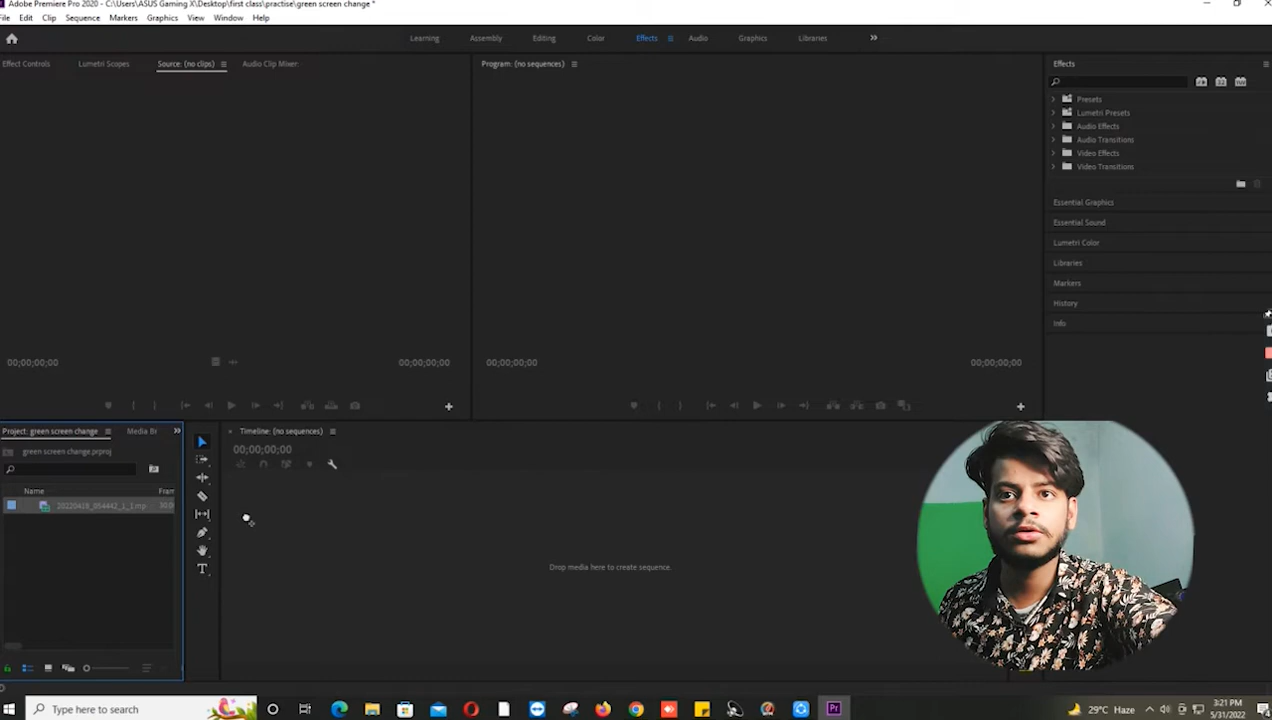 Adobe Premiere Pro 2020 - C:\Users\ASUS Gaming X\Desktop\first class\practise\green screen change *
File Edit Clip Sequence Markers Graphics View Window Help
Learning Assembly Editing Color Effects Audio Graphics Libraries
Effect Controls Lumetri Scopes Source: (no clips) Audio Clip Mixer:
Program: (no sequences)
Effects
Presets
Lumetri Presets
Audio Effects
Audio Transitions
Video Effects
Video Transitions
Essential Graphics
Essential Sound
Lumetri Color
Libraries
Markers
History
Info
00;00;00;00 00;00;00;00 00;00;00;00 00;00;00;00
Project: green screen change Media Br
green screen change.prproj
Name Fram
20220418_054442_1_1.mp 30.00
Timeline: (no sequences)
00;00;00;00
Drop media here to create sequence.
Type here to search
29°C Haze
3:21 PM
5/31/2022